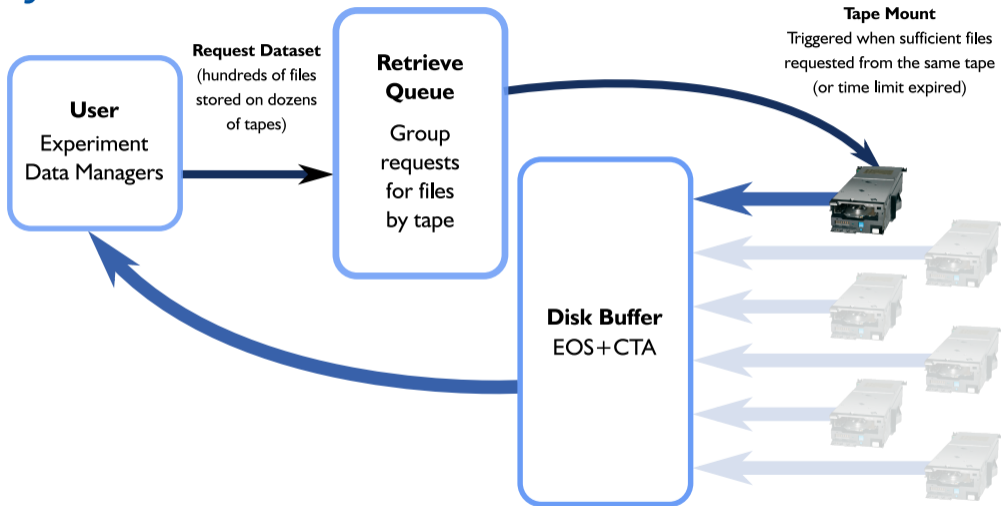 User
Experiment
Data Managers
Request Dataset
(hundreds of files
stored on dozens
of tapes)
Retrieve
Queue
Group
requests
for files
by tape
Tape Mount
Triggered when sufficient files
requested from the same tape
(or time limit expired)
Disk Buffer
EOS+CTA